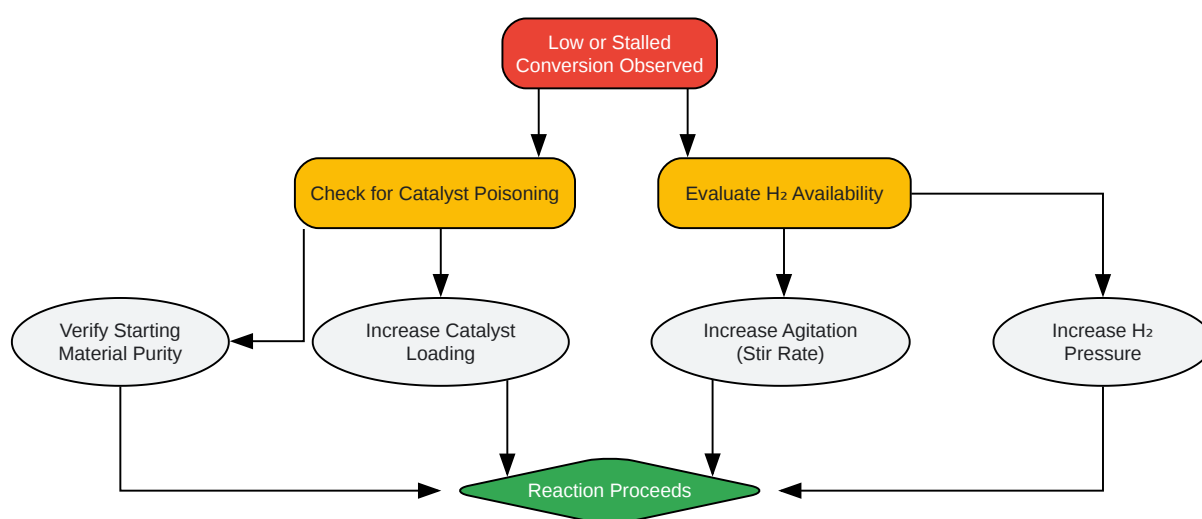 Low or Stalled
Conversion Observed
Check for Catalyst Poisoning
Evaluate H₂ Availability
Verify Starting
Material Purity
Increase Catalyst
Loading
Increase Agitation
(Stir Rate)
Increase H₂
Pressure
Reaction Proceeds